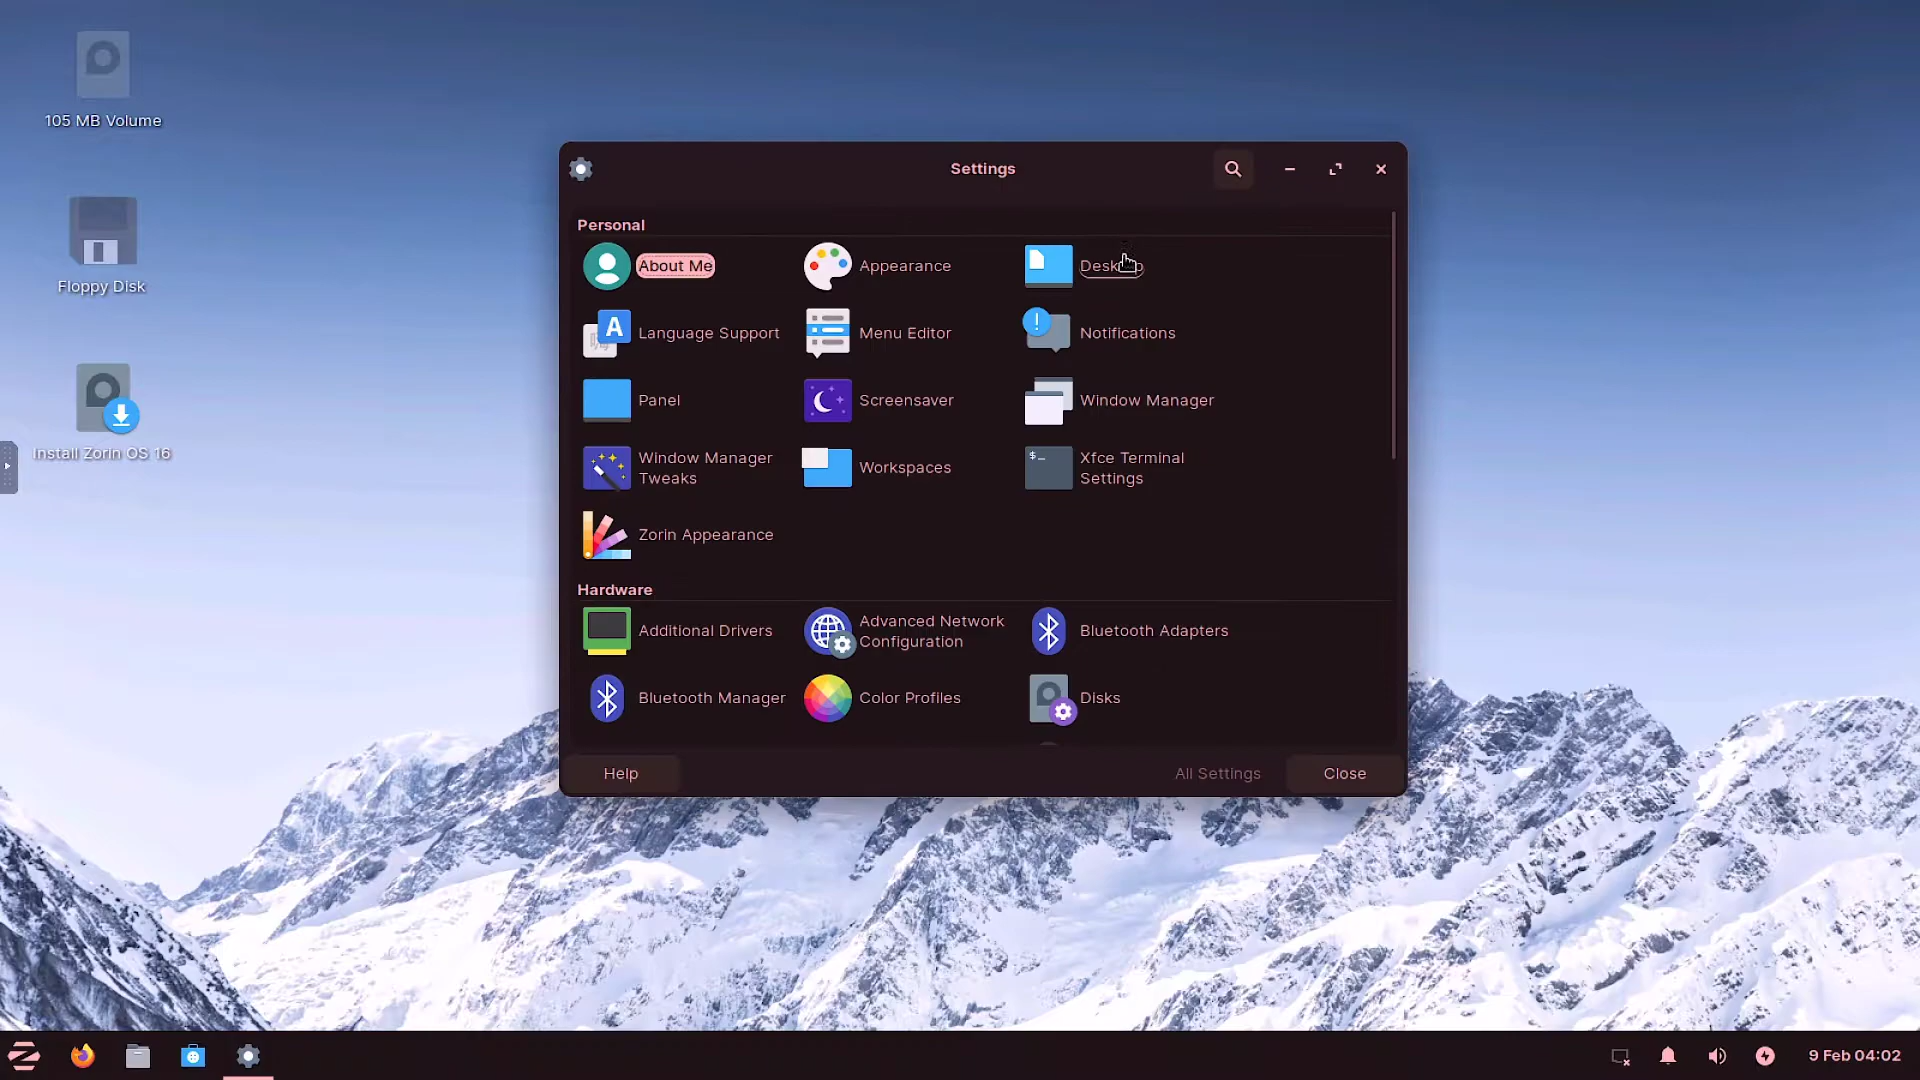 105 MB Volume
Floppy Disk
Install Zorin OS 16
Settings
Personal
About Me
Appearance
Desktop
Language Support
Menu Editor
Notifications
Panel
Screensaver
Window Manager
Window Manager
Tweaks
Workspaces
Xfce Terminal
Settings
Zorin Appearance
Hardware
Additional Drivers
Advanced Network
Configuration
Bluetooth Adapters
Bluetooth Manager
Color Profiles
Disks
Help
All Settings
Close
9 Feb 04:02